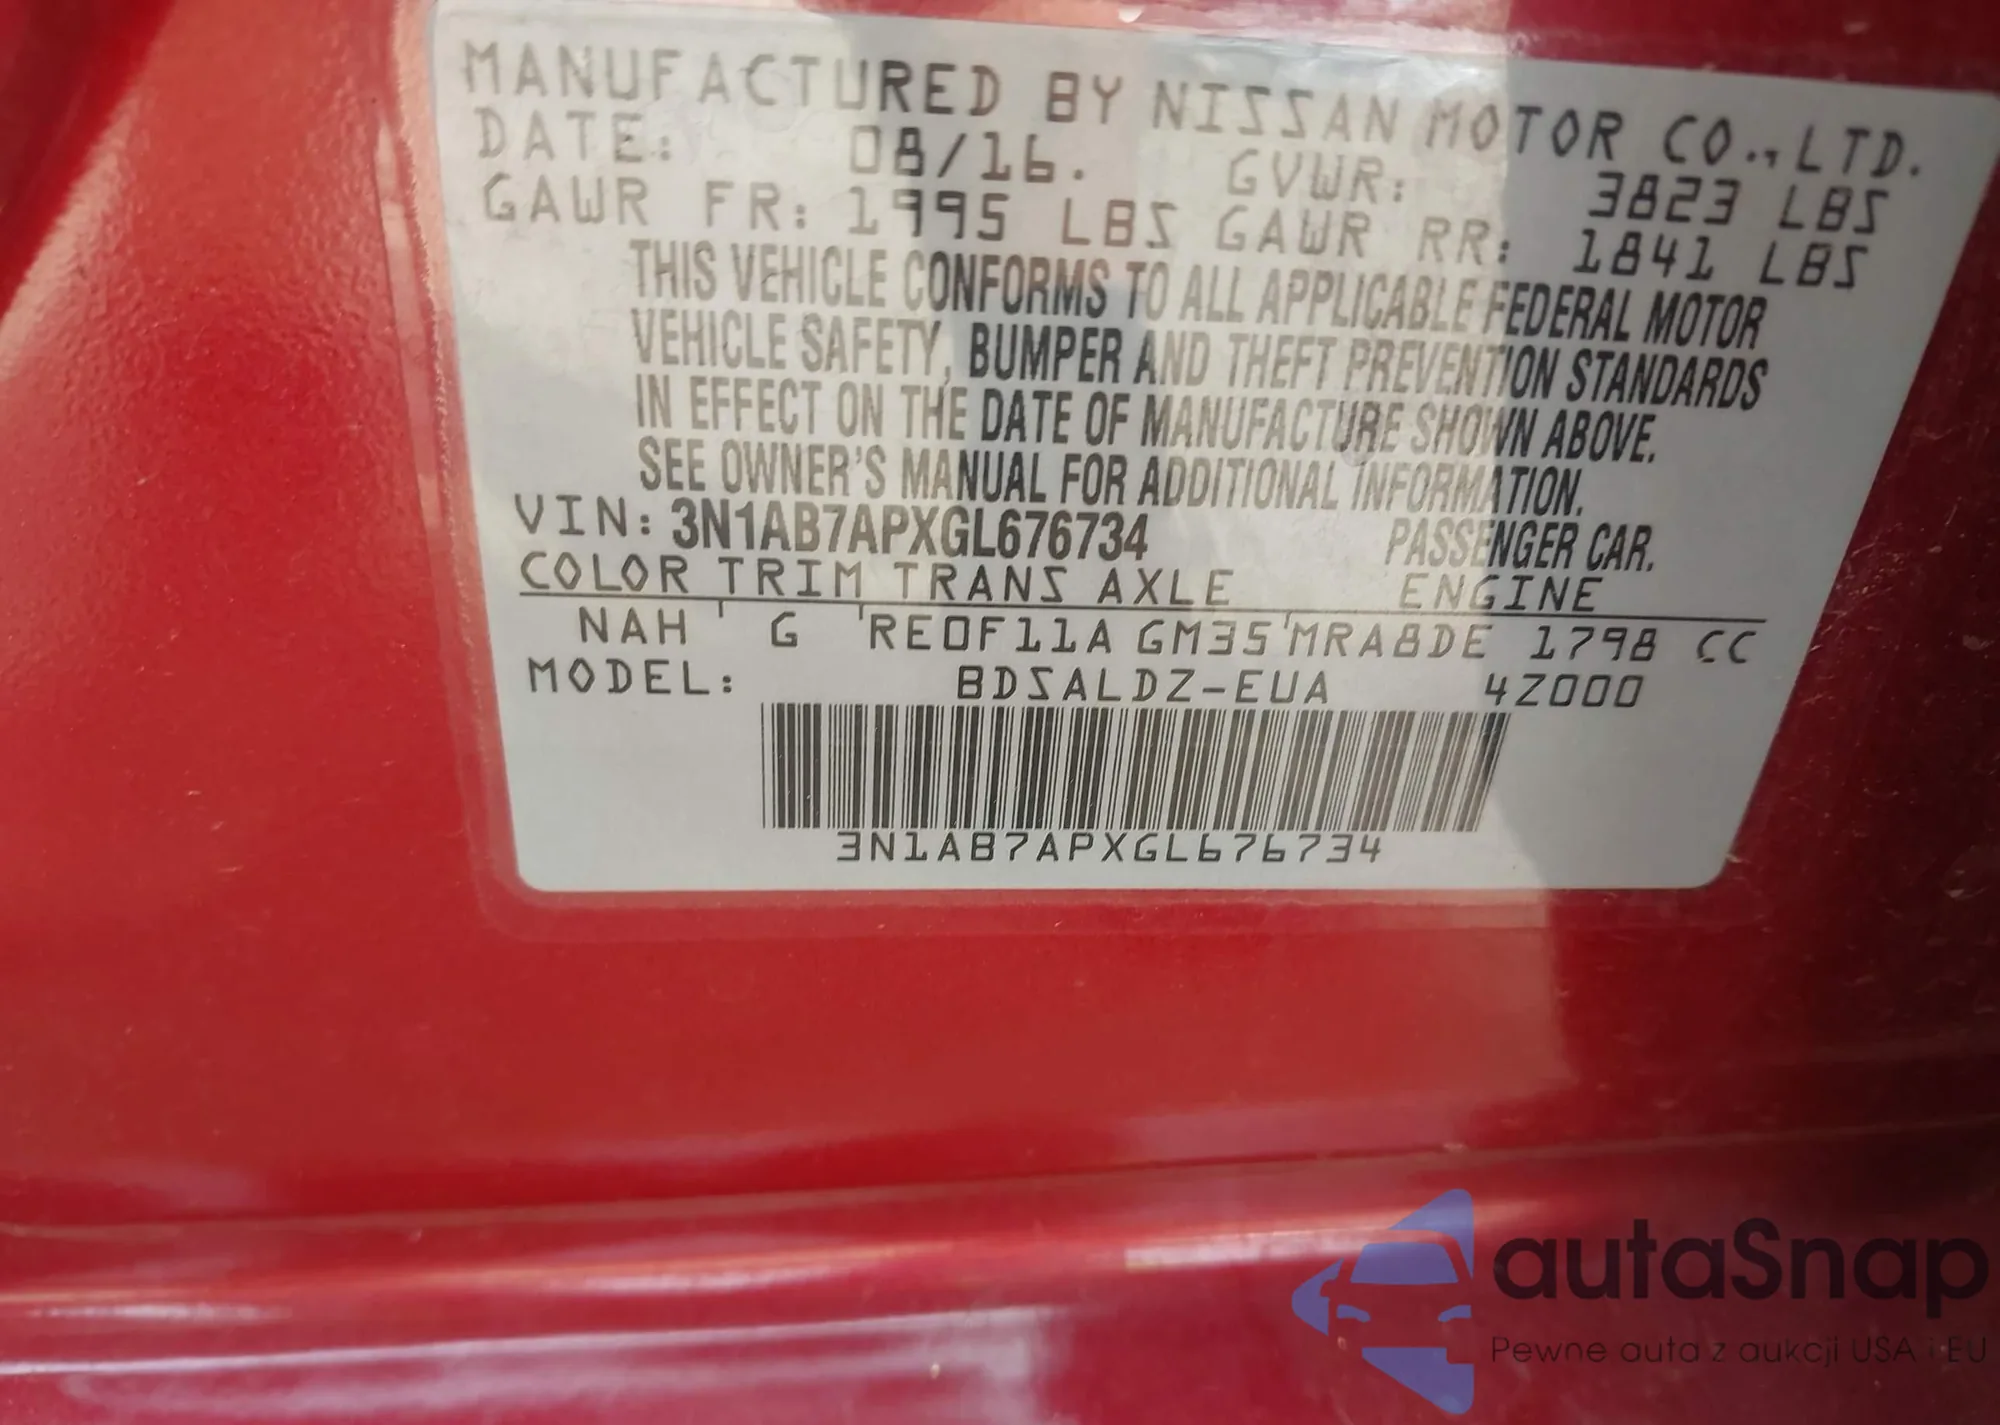 MANUFACTURED BY NISSAN MOTOR CO.,LTD.
DATE: 08/16. GVWR: 3823 LBS
GAWR FR: 1995 LBS GAWR RR: 1841 LBS
THIS VEHICLE CONFORMS TO ALL APPLICABLE FEDERAL MOTOR
VEHICLE SAFETY, BUMPER AND THEFT PREVENTION STANDARDS
IN EFFECT ON THE DATE OF MANUFACTURE SHOWN ABOVE.
SEE OWNER'S MANUAL FOR ADDITIONAL INFORMATION.
VIN: 3N1AB7APXGL676734 PASSENGER CAR.
COLOR TRIM TRANS AXLE ENGINE
NAH ' G 'RE0F11A GM35'MRA8DE 1798 CC
MODEL: BDSALDZ-EUA 4Z000
3N1AB7APXGL676734
autaSnap
Pewne auta z aukcji USA i EU